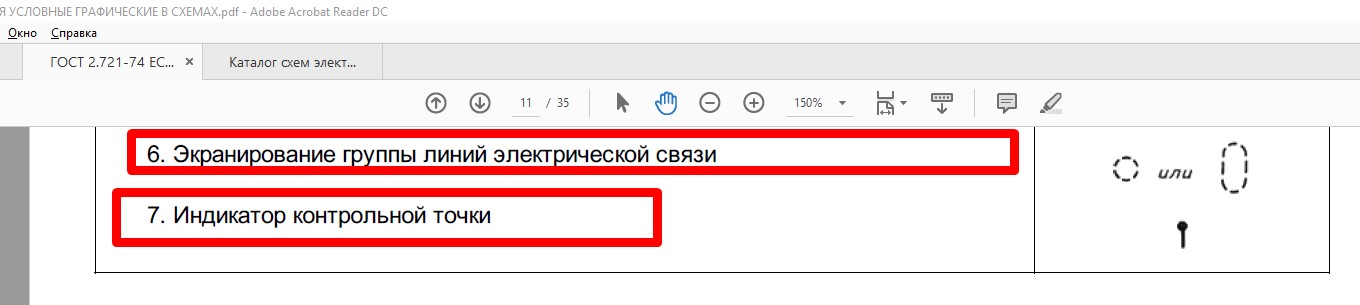 Я УСЛОВНЫЕ ГРАФИЧЕСКИЕ В СХЕМАХ.pdf - Adobe Acrobat Reader DC
Окно Справка
ГОСТ 2.721-74 ЕС... × Каталог схем элект...
11 / 35 150%
6. Экранирование группы линий электрической связи
или
7. Индикатор контрольной точки